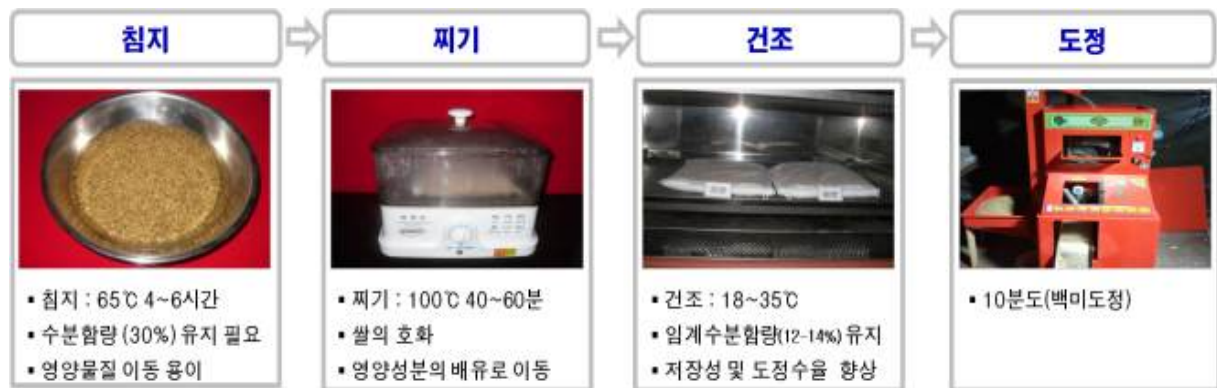 침지
찌기
건조
도정
▪ 침지 : 65℃ 4~6시간
▪ 수분함량 (30%) 유지 필요
▪ 영양물질 이동 용이
▪ 찌기 : 100℃ 40~60분
▪ 쌀의 호화
▪ 영양성분의 배유로 이동
▪ 건조 : 18~35℃
▪ 임계수분함량(12-14%) 유지
▪ 저장성 및 도정수율 향상
▪ 10분도(백미도정)